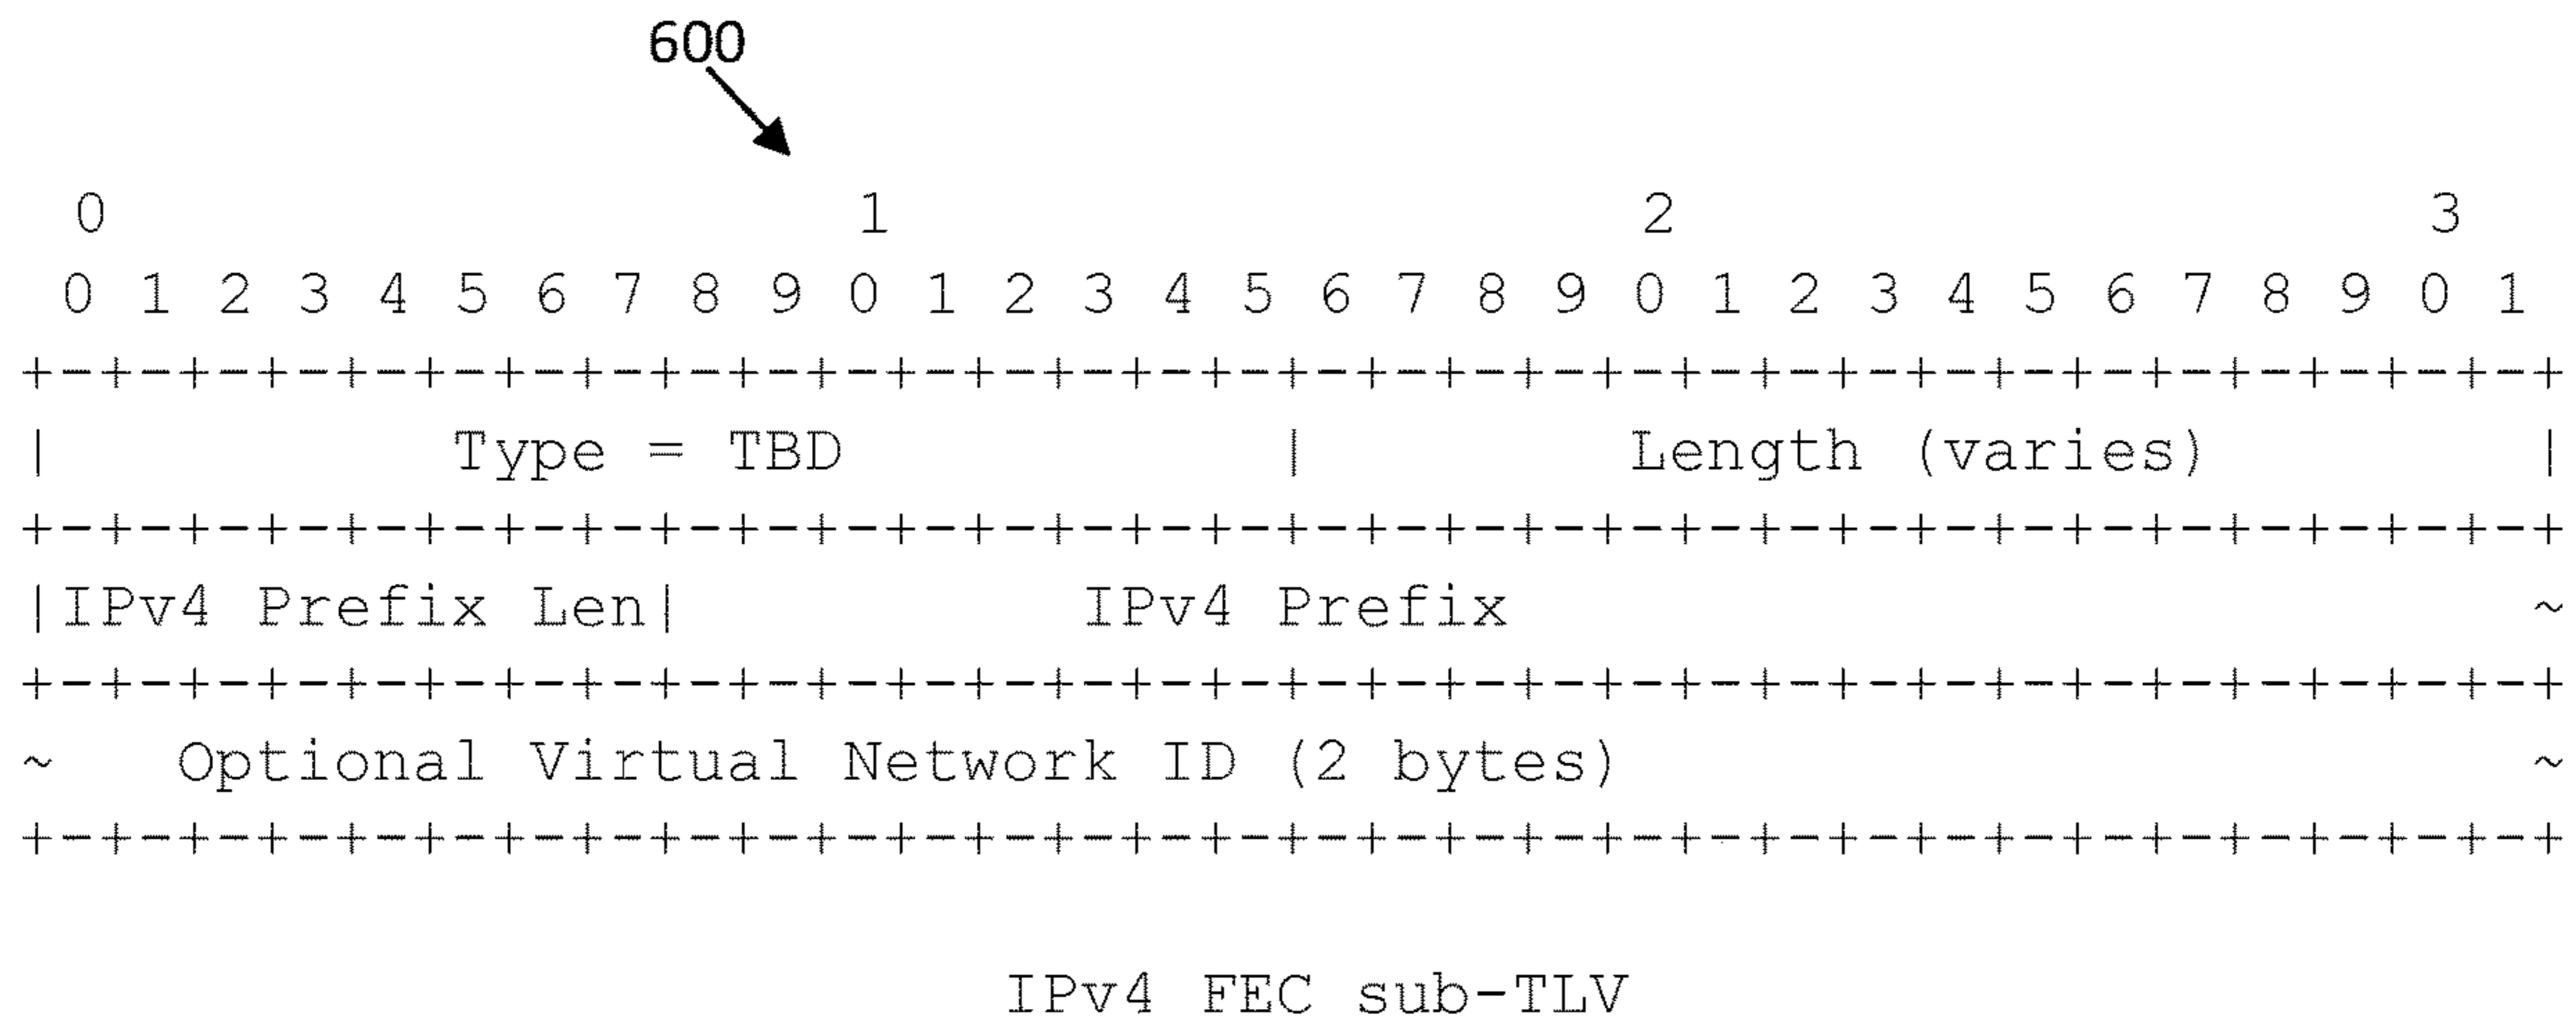 600
0                   1                   2                   3
0 1 2 3 4 5 6 7 8 9 0 1 2 3 4 5 6 7 8 9 0 1 2 3 4 5 6 7 8 9 0 1
+-+-+-+-+-+-+-+-+-+-+-+-+-+-+-+-+-+-+-+-+-+-+-+-+-+-+-+-+-+-+-+-+
|          Type = TBD           |        Length (varies)        |
+-+-+-+-+-+-+-+-+-+-+-+-+-+-+-+-+-+-+-+-+-+-+-+-+-+-+-+-+-+-+-+-+
|IPv4 Prefix Len|          IPv4 Prefix                          ~
+-+-+-+-+-+-+-+-+-+-+-+-+-+-+-+-+-+-+-+-+-+-+-+-+-+-+-+-+-+-+-+-+
~   Optional Virtual Network ID (2 bytes)                       ~
+-+-+-+-+-+-+-+-+-+-+-+-+-+-+-+-+-+-+-+-+-+-+-+-+-+-+-+-+-+-+-+-+
IPv4 FEC sub-TLV